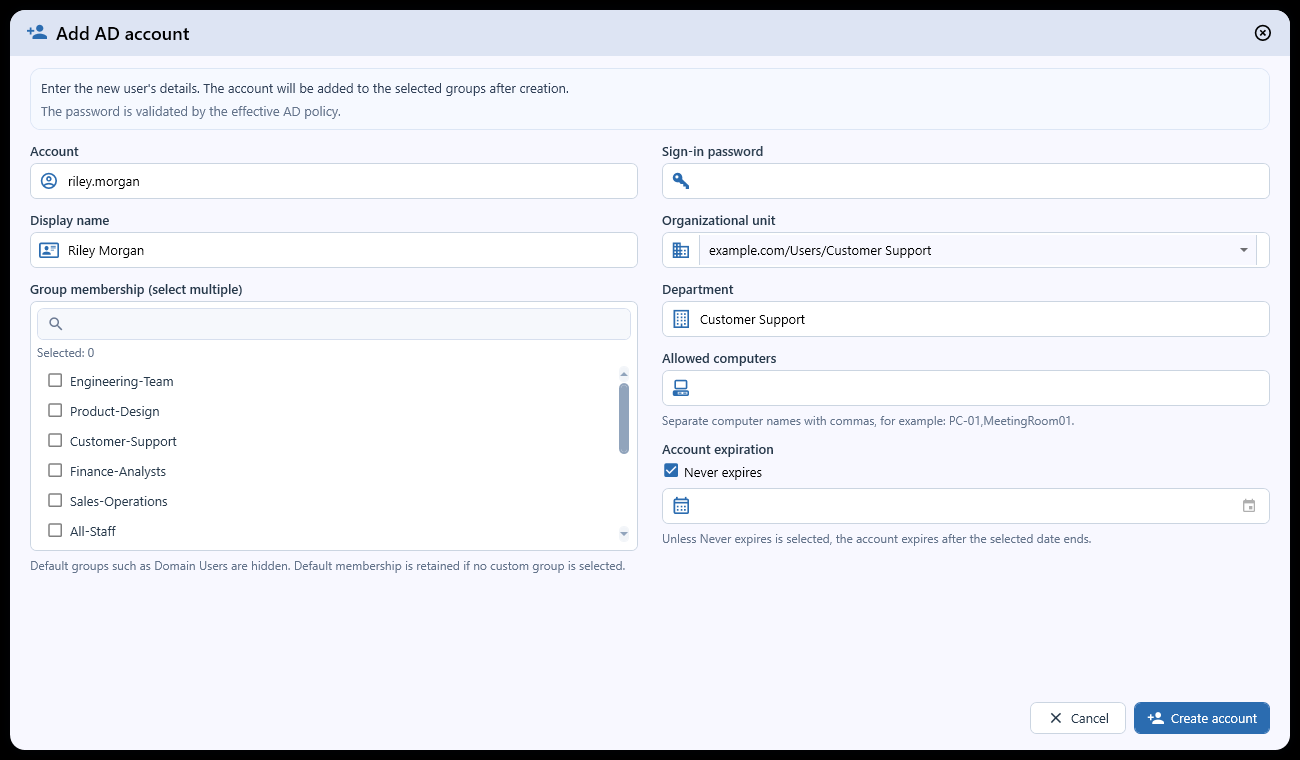 Add AD account
Enter the new user's details. The account will be added to the selected groups after creation.
The password is validated by the effective AD policy.
Account
riley.morgan
Display name
Riley Morgan
Group membership (select multiple)
Selected: 0
Engineering-Team
Product-Design
Customer-Support
Finance-Analysts
Sales-Operations
All-Staff
Default groups such as Domain Users are hidden. Default membership is retained if no custom group is selected.
Sign-in password
Organizational unit
example.com/Users/Customer Support
Department
Customer Support
Allowed computers
Separate computer names with commas, for example: PC-01,MeetingRoom01.
Account expiration
Never expires
Unless Never expires is selected, the account expires after the selected date ends.
Cancel
Create account